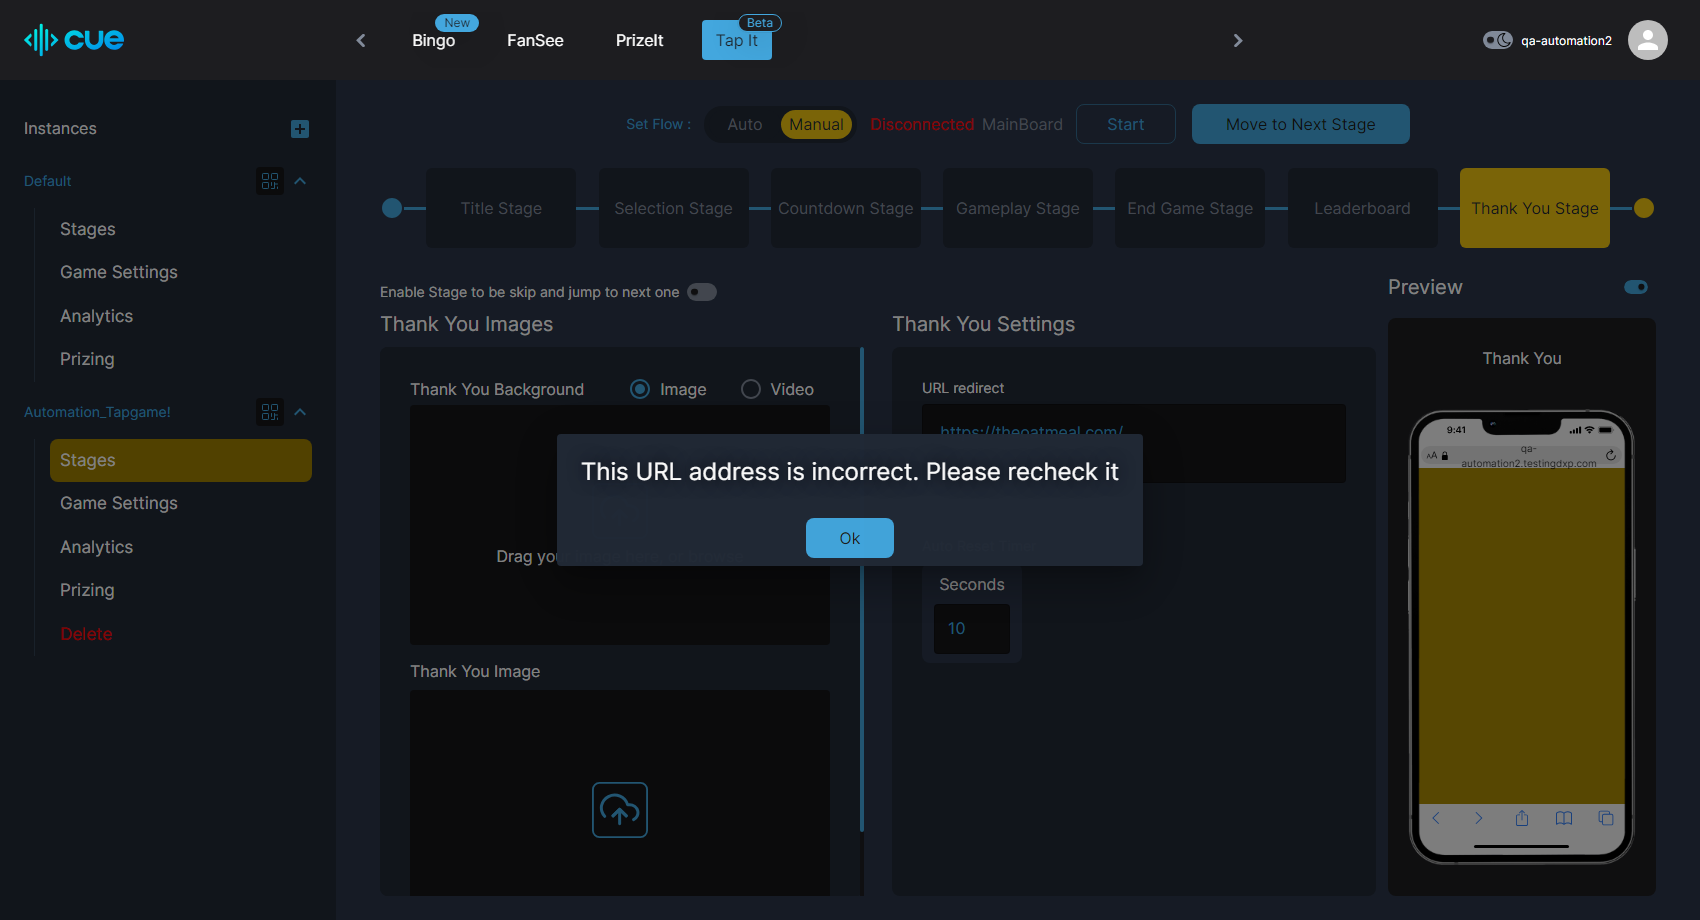 cue
Bingo
New
FanSee
PrizeIt
Tap It
Beta
qa-automation2
Instances
Default
Stages
Game Settings
Analytics
Prizing
Automation_Tapgame!
Stages
Game Settings
Analytics
Prizing
Delete
Set Flow :
Auto
Manual
Disconnected MainBoard
Start
Move to Next Stage
Title Stage
Selection Stage
Countdown Stage
Gameplay Stage
End Game Stage
Leaderboard
Thank You Stage
Enable Stage to be skip and jump to next one
Thank You Images
Thank You Background
Image
Video
Drag
Thank You Image
Thank You Settings
URL redirect
https://theoatmeal.com/
Seconds
10
This URL address is incorrect. Please recheck it
Ok
Preview
Thank You
9:41
AA
qa-
automation2.testingdxp.com